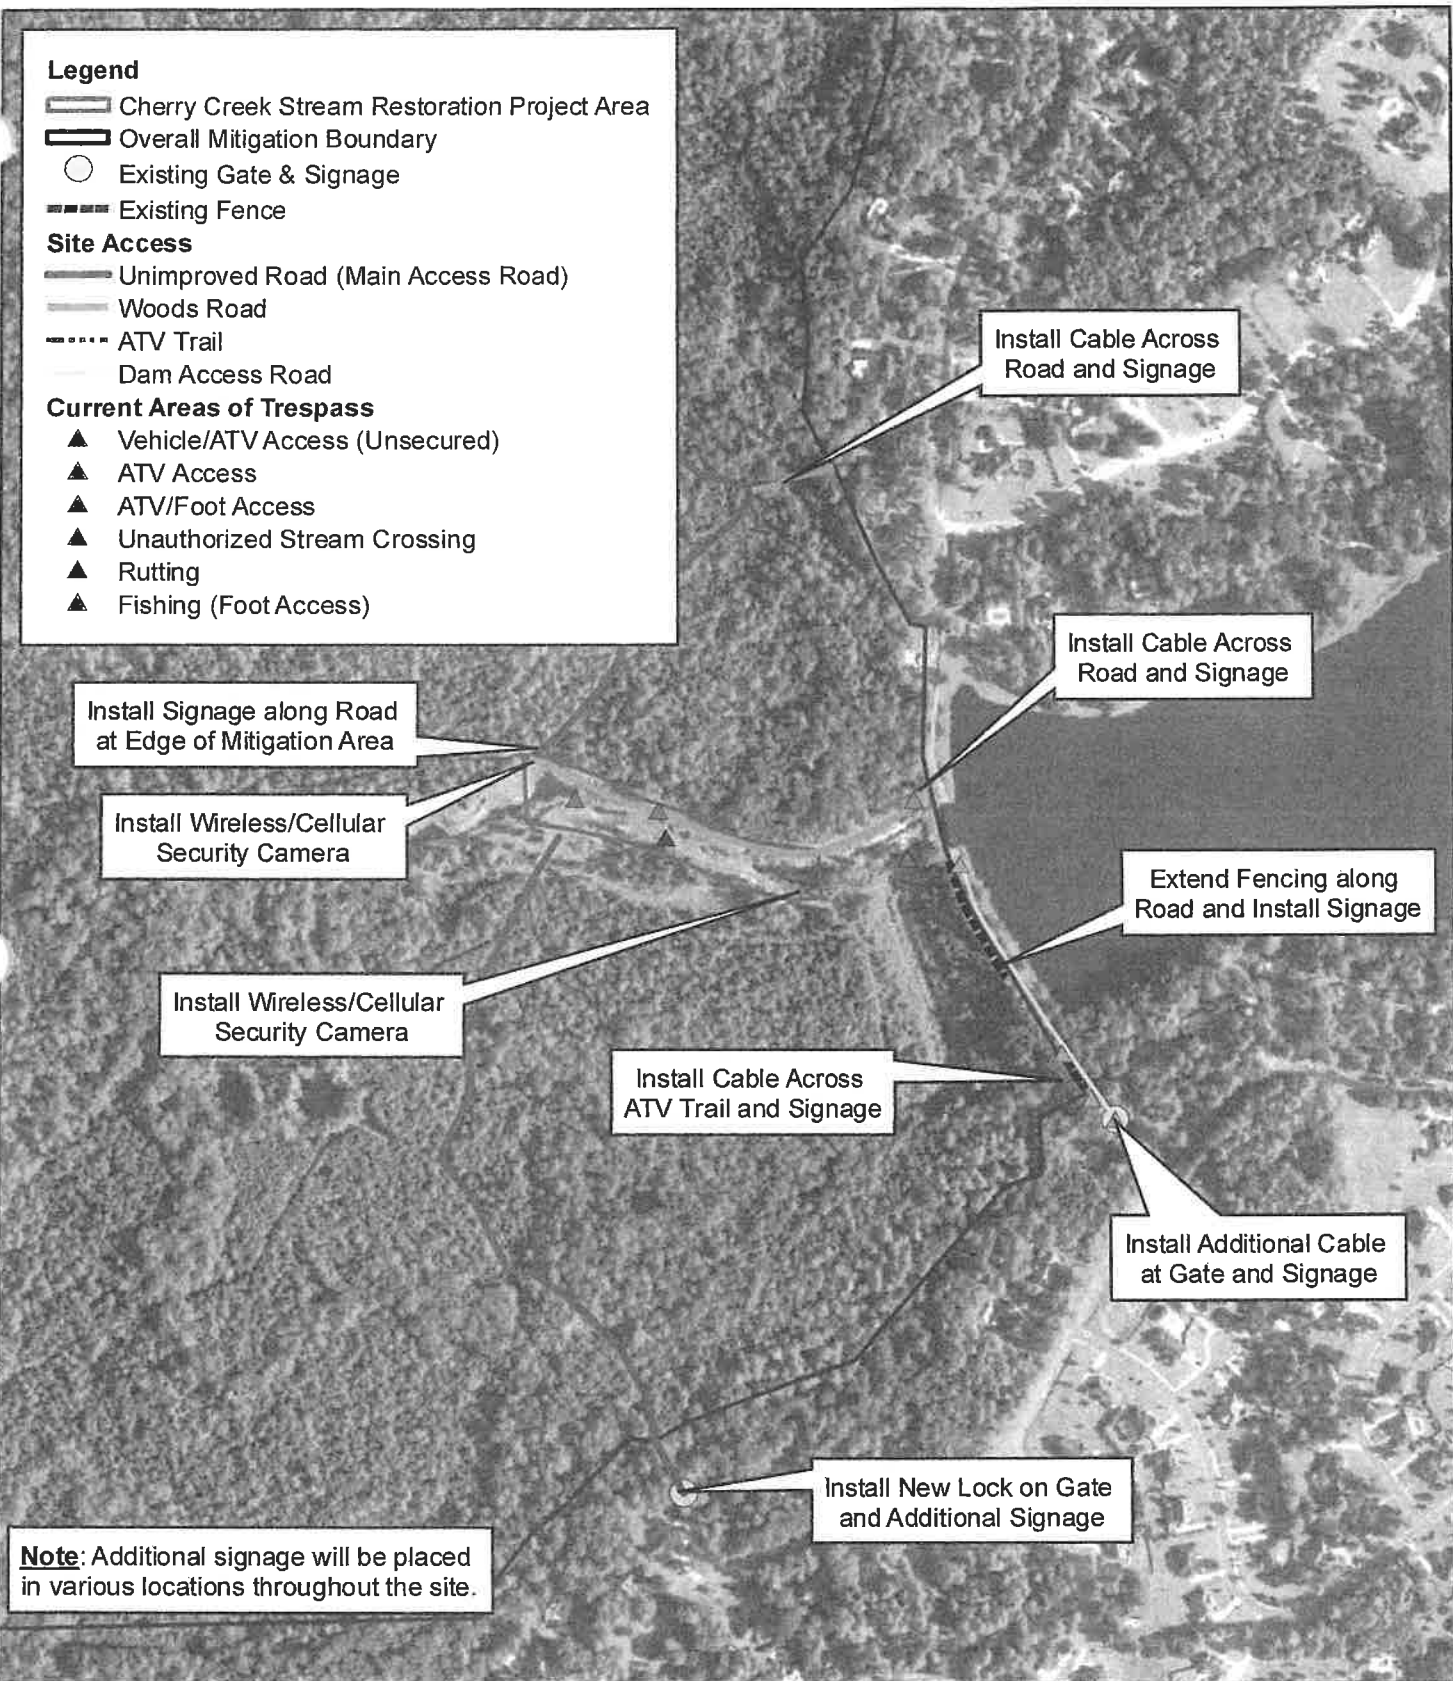 Legend
Cherry Creek Stream Restoration Project Area
Overall Mitigation Boundary
Existing Gate & Signage
Existing Fence
Site Access
Unimproved Road (Main Access Road)
Woods Road
ATV Trail
Dam Access Road
Current Areas of Trespass
Vehicle/ATV Access (Unsecured)
ATV Access
ATV/Foot Access
Unauthorized Stream Crossing
Rutting
Fishing (Foot Access)
Install Cable Across
Road and Signage
Install Cable Across
Road and Signage
Install Signage along Road
at Edge of Mitigation Area
Install Wireless/Cellular
Security Camera
Extend Fencing along
Road and Install Signage
Install Wireless/Cellular
Security Camera
Install Cable Across
ATV Trail and Signage
Install Additional Cable
at Gate and Signage
Install New Lock on Gate
and Additional Signage
Note: Additional signage will be placed
in various locations throughout the site.